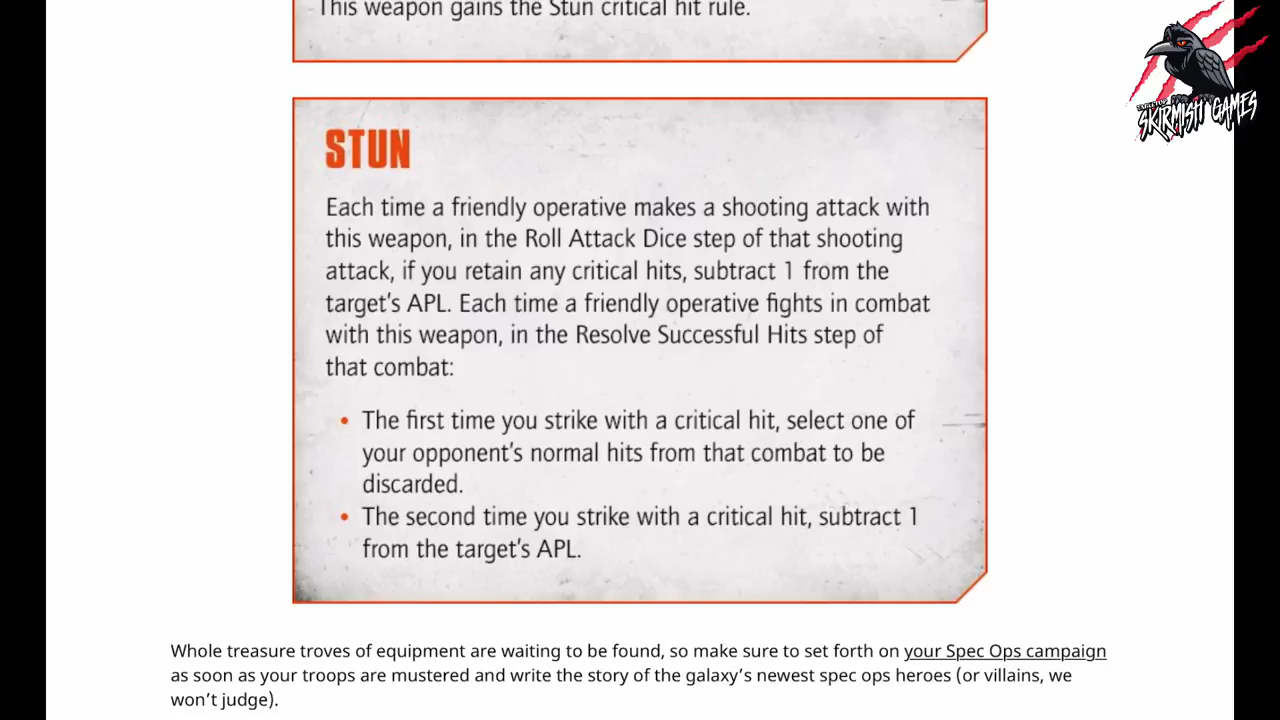 This weapon gains the Stun critical hit rule.
STUN
Each time a friendly operative makes a shooting attack with
this weapon, in the Roll Attack Dice step of that shooting
attack, if you retain any critical hits, subtract 1 from the
target's APL. Each time a friendly operative fights in combat
with this weapon, in the Resolve Successful Hits step of
that combat:
• The first time you strike with a critical hit, select one of
your opponent's normal hits from that combat to be
discarded.
• The second time you strike with a critical hit, subtract 1
from the target's APL.
Whole treasure troves of equipment are waiting to be found, so make sure to set forth on your Spec Ops campaign
as soon as your troops are mustered and write the story of the galaxy's newest spec ops heroes (or villains, we
won't judge).
TABLETOP
SKIRMISH GAMES